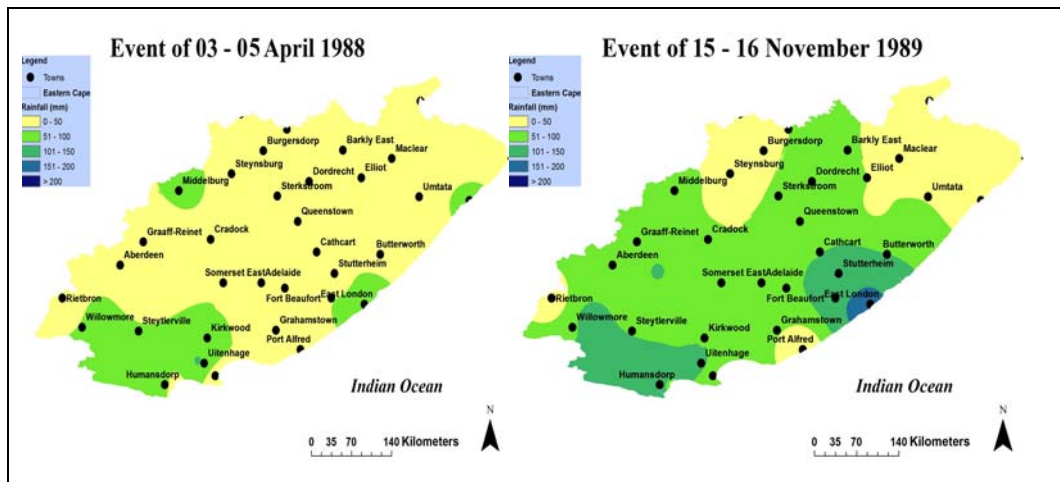 Event of 03 - 05 April 1988
Legend
Towns
Eastern Cape
Rainfall (mm)
0 - 50
51 - 100
101 - 150
151 - 200
> 200
Burgersdorp
Barkly East
Maclear
Steynsburg
Dordrecht
Elliot
Middelburg
Sterkstroom
Umtata
Queenstown
Graaff-Reinet
Cradock
Cathcart
Butterworth
Aberdeen
Stutterheim
Somerset East
Adelaide
Rietbron
Fort Beaufort
East London
Willowmore
Steytlerville
Kirkwood
Grahamstown
Port Alfred
Uitenhage
Humansdorp
Indian Ocean
N
0 35 70 140 Kilometers
Event of 15 - 16 November 1989
Legend
Towns
Eastern Cape
Rainfall (mm)
0 - 50
51 - 100
101 - 150
151 - 200
> 200
Burgersdorp
Barkly East
Maclear
Steynsburg
Dordrecht
Elliot
Middelburg
Sterkstroom
Umtata
Queenstown
Graaff-Reinet
Cradock
Cathcart
Butterworth
Aberdeen
Stutterheim
Somerset East
Adelaide
Rietbron
Fort Beaufort
East London
Willowmore
Steytlerville
Kirkwood
Grahamstown
Port Alfred
Uitenhage
Humansdorp
Indian Ocean
N
0 35 70 140 Kilometers